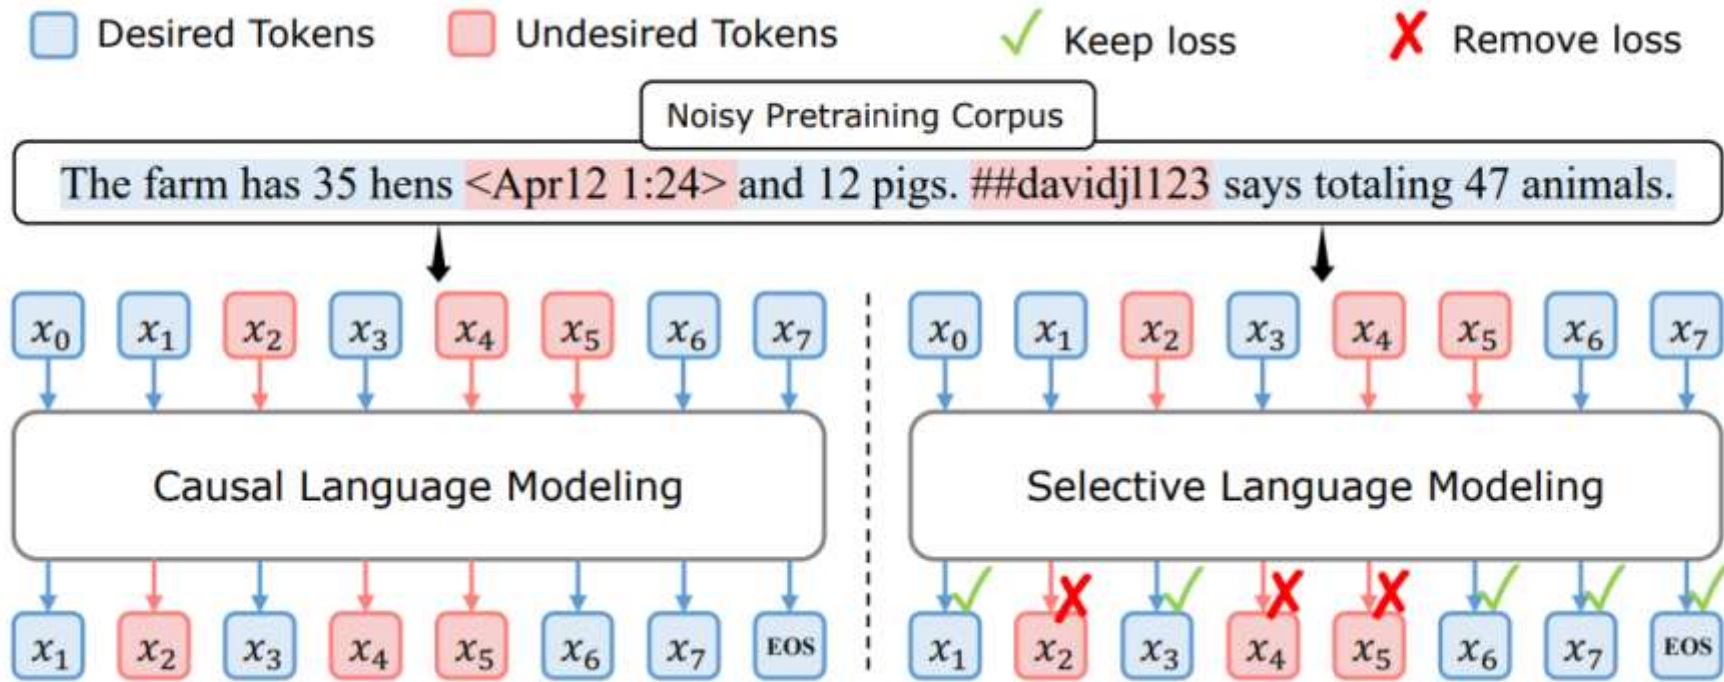 Desired Tokens Undesired Tokens Keep loss Remove loss
Noisy Pretraining Corpus
The farm has 35 hens <Apr12 1:24> and 12 pigs. ##davidjl123 says totaling 47 animals.
x₀ x₁ x₂ x₃ x₄ x₅ x₆ x₇ x₀ x₁ x₂ x₃ x₄ x₅ x₆ x₇
Causal Language Modeling Selective Language Modeling
x₁ x₂ x₃ x₄ x₅ x₆ x₇ EOS x₁ x₂ x₃ x₄ x₅ x₆ x₇ EOS